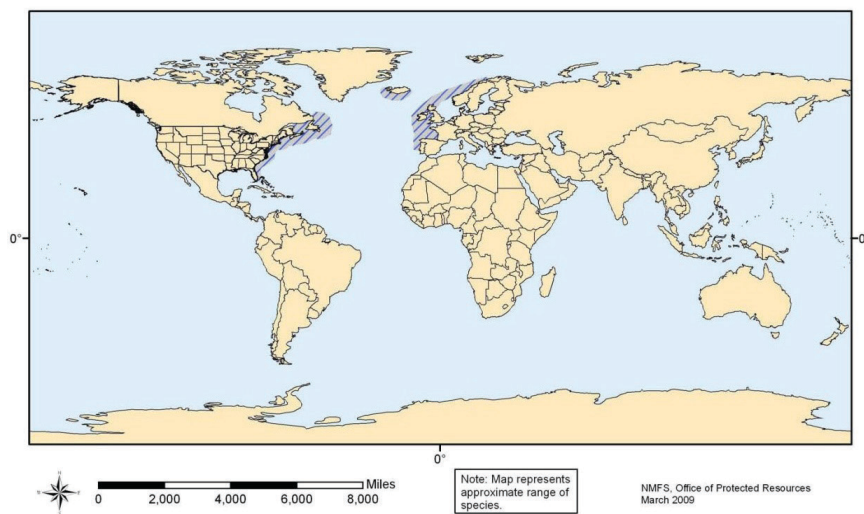 0°
0°
0°
Miles
0 2,000 4,000 6,000 8,000
Note: Map represents
approximate range of
species.
NMFS, Office of Protected Resources
March 2009